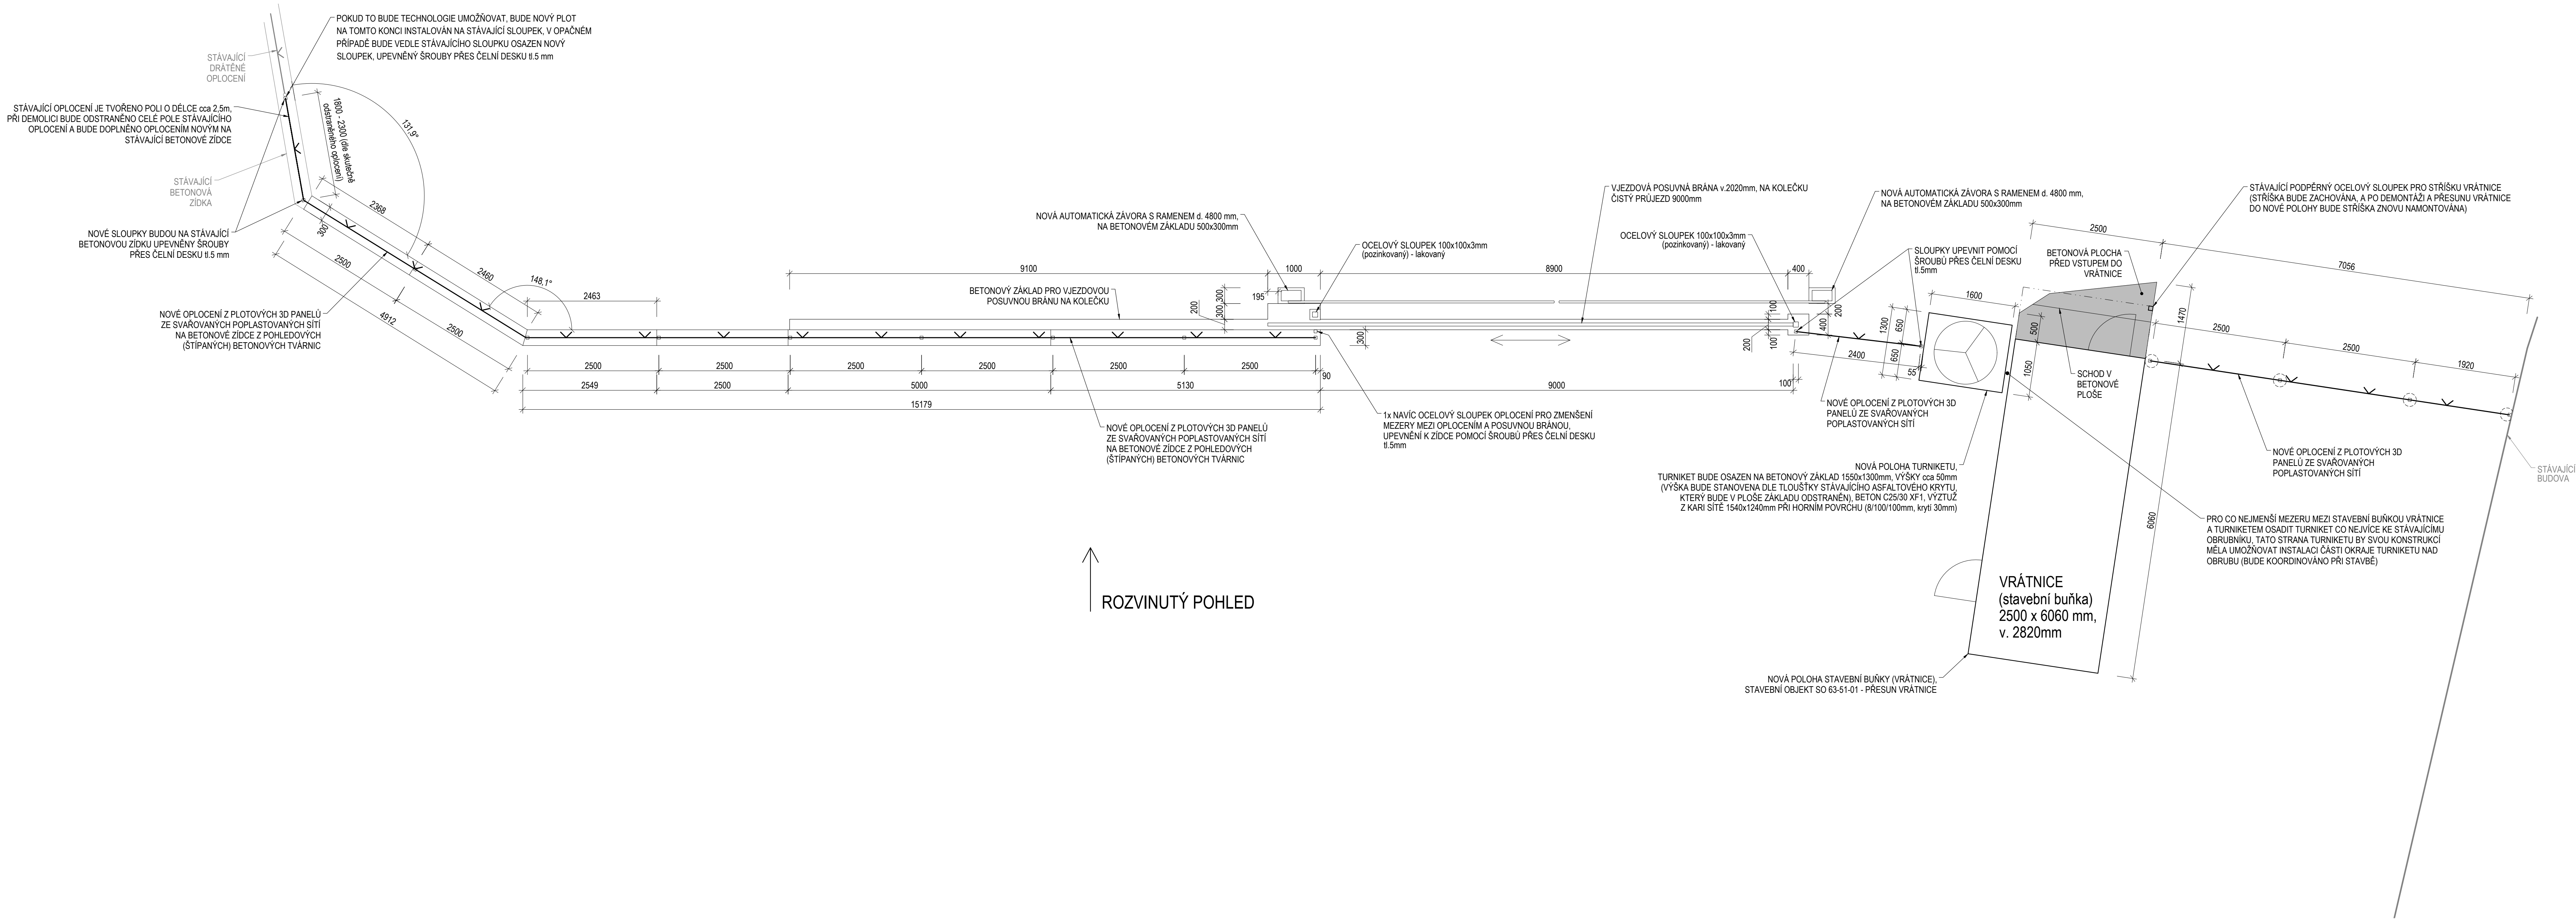 POKUD TO BUDE TECHNOLOGIE UMOŽŇOVAT, BUDE NOVÝ PLOT
NA TOMTO KONCI INSTALOVÁN NA STÁVAJÍCÍ SLOUPEK, V OPAČNÉM
PŘÍPADĚ BUDE VEDLE STÁVAJÍCÍHO SLOUPKU OSAZEN NOVÝ
SLOUPEK, UPEVNĚNÝ ŠROUBY PŘES ČELNÍ DESKU tl.5 mm
STÁVAJÍCÍ
DRÁTĚNÉ
OPLOCENÍ
STÁVAJÍCÍ OPLOCENÍ JE TVOŘENO POLI O DÉLCE cca 2,5m,
PŘI DEMOLICI BUDE ODSTRANĚNO CELÉ POLE STÁVAJÍCÍHO
OPLOCENÍ A BUDE DOPLNĚNO OPLOCENÍM NOVÝM NA
STÁVAJÍCÍ BETONOVÉ ZÍDCE
1800 - 2300 (dle skutečně
odstraněného oplocení)
131,9°
STÁVAJÍCÍ
BETONOVÁ
ZÍDKA
NOVÉ SLOUPKY BUDOU NA STÁVAJÍCÍ
BETONOVOU ZÍDKU UPEVNĚNY ŠROUBY
PŘES ČELNÍ DESKU tl.5 mm
2368
300
2500
2460
148,1°
4912
2500
NOVÉ OPLOCENÍ Z PLOTOVÝCH 3D PANELŮ
ZE SVAŘOVANÝCH POPLASTOVANÝCH SÍTÍ
NA BETONOVÉ ZÍDCE Z POHLEDOVÝCH
(ŠTÍPANÝCH) BETONOVÝCH TVÁRNIC
2463
9100
1000
8900
400
BETONOVÝ ZÁKLAD PRO VJEZDOVOU
POSUVNOU BRÁNU NA KOLEČKU
NOVÁ AUTOMATICKÁ ZÁVORA S RAMENEM d. 4800 mm,
NA BETONOVÉM ZÁKLADU 500x300mm
OCELOVÝ SLOUPEK 100x100x3mm
(pozinkovaný) - lakovaný
VJEZDOVÁ POSUVNÁ BRÁNA v.2020mm, NA KOLEČKU
ČISTÝ PRŮJEZD 9000mm
OCELOVÝ SLOUPEK 100x100x3mm
(pozinkovaný) - lakovaný
NOVÁ AUTOMATICKÁ ZÁVORA S RAMENEM d. 4800 mm,
NA BETONOVÉM ZÁKLADU 500x300mm
SLOUPKY UPEVNIT POMOCÍ
ŠROUBŮ PŘES ČELNÍ DESKU
tl.5mm
195
200
300
300
300
100
200
100
400
200
2500
2500
2500
2500
2500
2500
90
2549
2500
5000
5130
9000
100
15179
2400
1300
650
650
55
1600
500
1050
STÁVAJÍCÍ PODPĚRNÝ OCELOVÝ SLOUPEK PRO STŘÍŠKU VRÁTNICE
(STŘÍŠKA BUDE ZACHOVÁNA, A PO DEMONTÁŽI A PŘESUNU VRÁTNICE
DO NOVÉ POLOHY BUDE STŘÍŠKA ZNOVU NAMONTOVÁNA)
2500
7056
BETONOVÁ PLOCHA
PŘED VSTUPEM DO
VRÁTNICE
1470
2500
2500
1920
SCHOD V
BETONOVÉ
PLOŠE
6060
NOVÉ OPLOCENÍ Z PLOTOVÝCH 3D PANELŮ
ZE SVAŘOVANÝCH POPLASTOVANÝCH SÍTÍ
NA BETONOVÉ ZÍDCE Z POHLEDOVÝCH
(ŠTÍPANÝCH) BETONOVÝCH TVÁRNIC
1x NAVÍC OCELOVÝ SLOUPEK OPLOCENÍ PRO ZMENŠENÍ
MEZERY MEZI OPLOCENÍM A POSUVNOU BRÁNOU,
UPEVNĚNÍ K ZÍDCE POMOCÍ ŠROUBŮ PŘES ČELNÍ DESKU
tl.5mm
NOVÉ OPLOCENÍ Z PLOTOVÝCH 3D
PANELŮ ZE SVAŘOVANÝCH
POPLASTOVANÝCH SÍTÍ
NOVÁ POLOHA TURNIKETU,
TURNIKET BUDE OSAZEN NA BETONOVÝ ZÁKLAD 1550x1300mm, VÝŠKY cca 50mm
(VÝŠKA BUDE STANOVENA DLE TLOUŠŤKY STÁVAJÍCÍHO ASFALTOVÉHO KRYTU,
KTERÝ BUDE V PLOŠE ZÁKLADU ODSTRANĚN), BETON C25/30 XF1, VÝZTUŽ
Z KARI SÍTĚ 1540x1240mm PŘI HORNÍM POVRCHU (8/100/100mm, krytí 30mm)
NOVÉ OPLOCENÍ Z PLOTOVÝCH 3D
PANELŮ ZE SVAŘOVANÝCH
POPLASTOVANÝCH SÍTÍ
STÁVAJÍCÍ
BUDOVA
PRO CO NEJMENŠÍ MEZERU MEZI STAVEBNÍ BUŇKOU VRÁTNICE
A TURNIKETEM OSADIT TURNIKET CO NEJVÍCE KE STÁVAJÍCÍMU
OBRUBNÍKU, TATO STRANA TURNIKETU BY SVOU KONSTRUKCÍ
MĚLA UMOŽŇOVAT INSTALACI ČÁSTI OKRAJE TURNIKETU NAD
OBRUBU (BUDE KOORDINOVÁNO PŘI STAVBĚ)
ROZVINUTÝ POHLED
VRÁTNICE
(stavební buňka)
2500 x 6060 mm,
v. 2820mm
NOVÁ POLOHA STAVEBNÍ BUŇKY (VRÁTNICE),
STAVEBNÍ OBJEKT SO 63-51-01 - PŘESUN VRÁTNICE